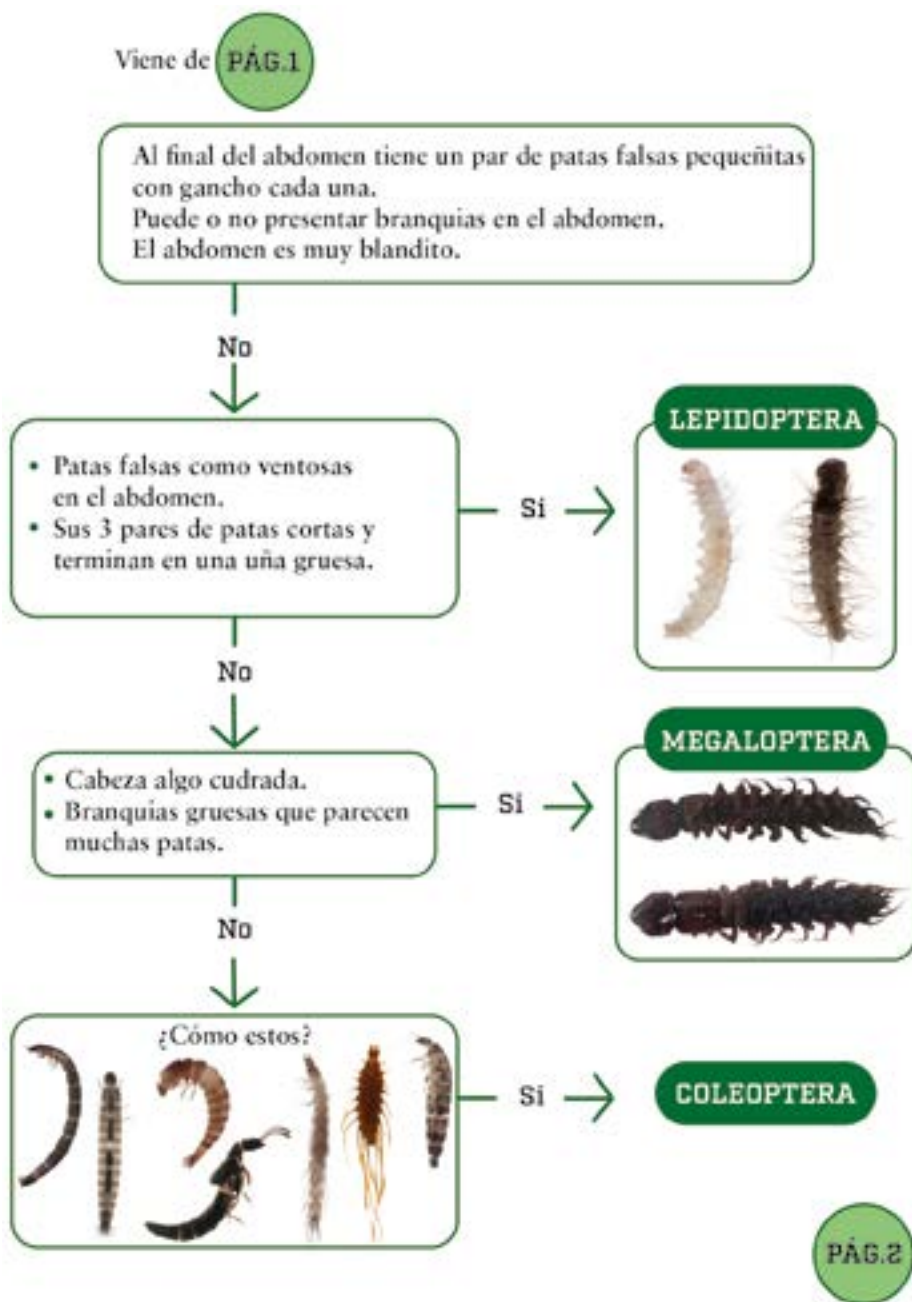 Viene de PÁG.1
Al final del abdomen tiene un par de patas falsas pequeñitas
con gancho cada una.
Puede o no presentar branquias en el abdomen.
El abdomen es muy blandito.
No
• Patas falsas como ventosas
en el abdomen.
• Sus 3 pares de patas cortas y
terminan en una uña gruesa.
Si
LEPIDOPTERA
No
• Cabeza algo cudrada.
• Branquias gruesas que parecen
muchas patas.
Si
MEGALOPTERA
No
¿Cómo estos?
Si
COLEOPTERA
PÁG.2